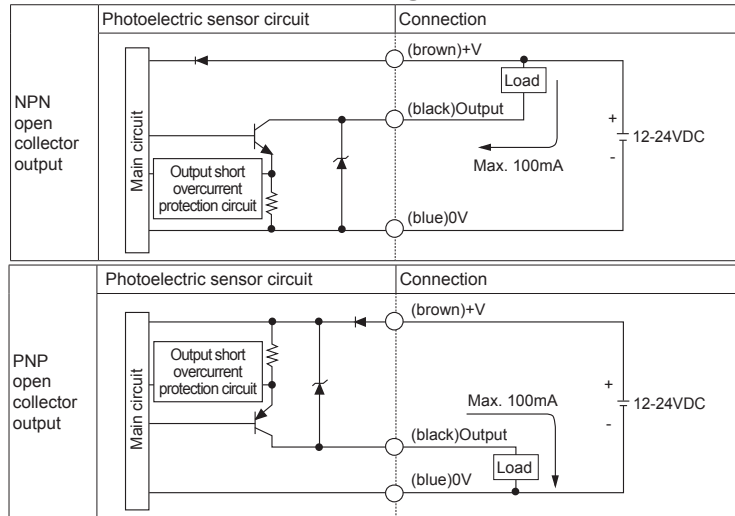 Photoelectric sensor circuit
Connection
NPN
open
collector
output
Main circuit
Output short
overcurrent
protection circuit
(brown)+V
Load
(black)Output
Max. 100mA
+
12-24VDC
-
(blue)0V
Photoelectric sensor circuit
Connection
PNP
open
collector
output
Main circuit
Output short
overcurrent
protection circuit
(brown)+V
Max. 100mA
+
12-24VDC
-
(black)Output
Load
(blue)0V